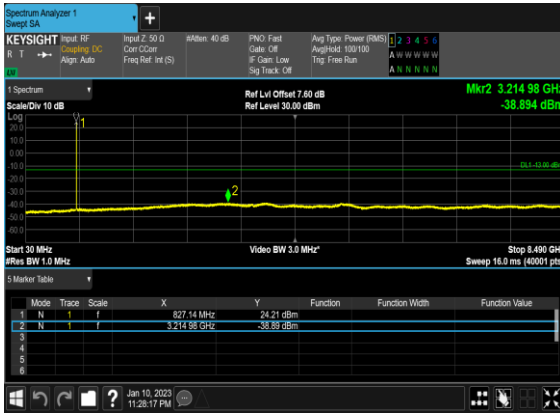 Spectrum Analyzer 1
Swept SA
KEYSIGHT Input: RF Input Z: 50 Ω #Atten: 40 dB PNO: Fast Avg Type: Power (RMS) 1 2 3 4 5 6
R T Coupling: DC Corr CCorr Gate: Off Avg|Hold: 100/100 A W W W W W
Align: Auto Freq Ref: Int (S) IF Gain: Low Trig: Free Run
Sig Track: Off A N N N N N
1 Spectrum Ref Lvl Offset 7.60 dB Mkr2 3.214 98 GHz
Scale/Div 10 dB Ref Level 30.00 dBm -38.894 dBm
Log
20.0
10.0
0.00
-10.0
-20.0
-30.0
-40.0
-50.0
-60.0
1
2
DL1 -13.00 dBm
Start 30 MHz Video BW 3.0 MHz* Stop 8.490 GH
#Res BW 1.0 MHz Sweep 16.0 ms (40001 pts
5 Marker Table
Mode Trace Scale X Y Function Function Width Function Value
1 N 1 f 827.14 MHz 24.21 dBm
2 N 1 f 3.214 98 GHz -38.89 dBm
3
4
5
6
Jan 10, 2023
11:28:17 PM